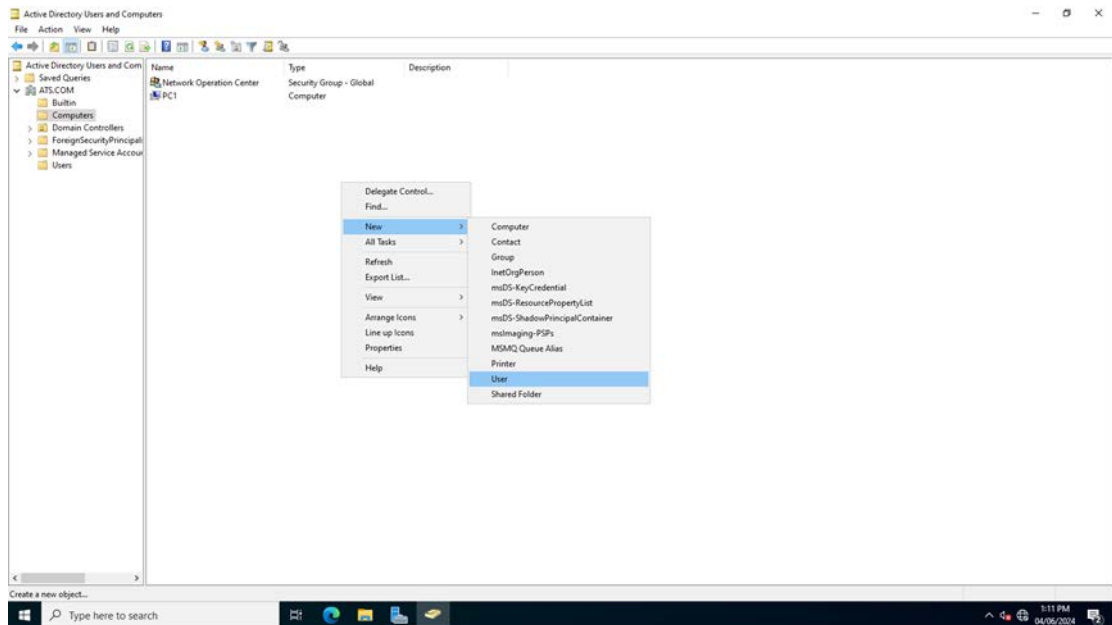 Active Directory Users and Computers
File Action View Help
Active Directory Users and Com
Saved Queries
ATS.COM
Builtin
Computers
Domain Controllers
ForeignSecurityPrincipals
Managed Service Accou
Users
Name Type Description
Network Operation Center Security Group - Global
PC1 Computer
Delegate Control...
Find...
New
All Tasks
Refresh
Export List...
View
Arrange Icons
Line up Icons
Properties
Help
Computer
Contact
Group
InetOrgPerson
msDS-KeyCredential
msDS-ResourcePropertyList
msDS-ShadowPrincipalContainer
msImaging-PSPs
MSMQ Queue Alias
Printer
User
Shared Folder
Create a new object...
Type here to search
1:11 PM
04/06/2024